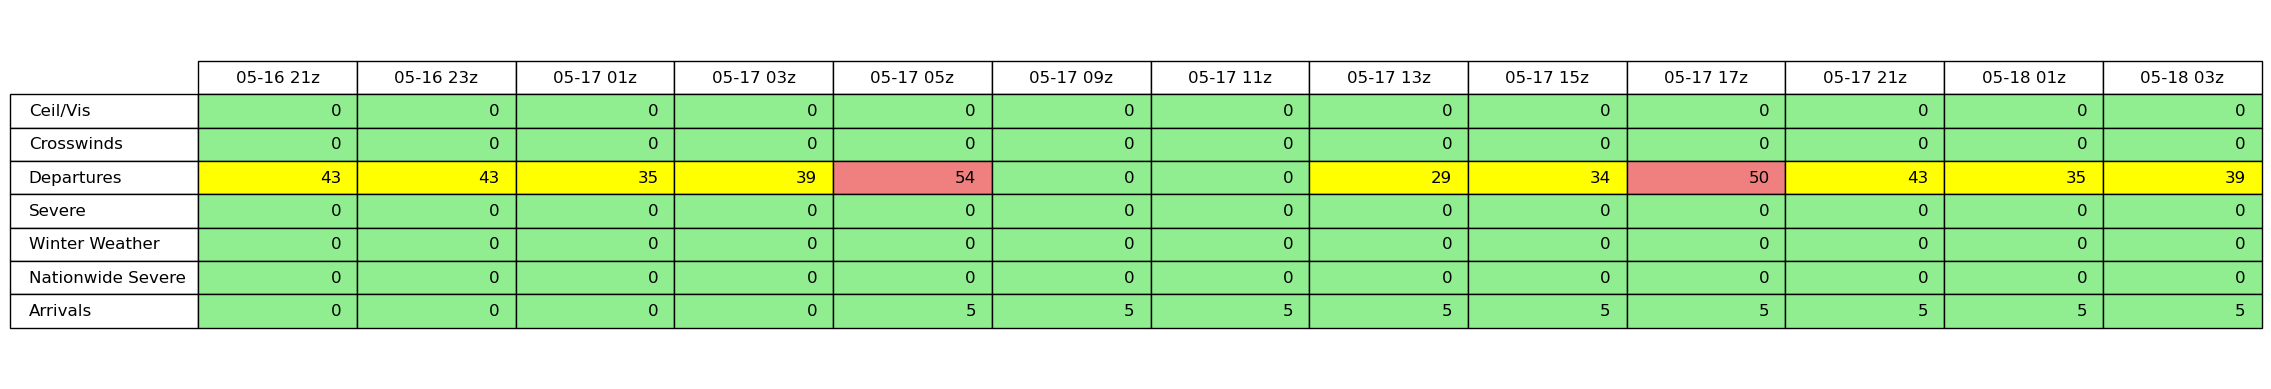 05-16 21z 05-16 23z 05-17 01z 05-17 03z 05-17 05z 05-17 09z 05-17 11z 05-17 13z 05-17 15z 05-17 17z 05-17 21z 05-18 01z 05-18 03z
Ceil/Vis 0 0 0 0 0 0 0 0 0 0 0 0 0
Crosswinds 0 0 0 0 0 0 0 0 0 0 0 0 0
Departures 43 43 35 39 54 0 0 29 34 50 43 35 39
Severe 0 0 0 0 0 0 0 0 0 0 0 0 0
Winter Weather 0 0 0 0 0 0 0 0 0 0 0 0 0
Nationwide Severe 0 0 0 0 0 0 0 0 0 0 0 0 0
Arrivals 0 0 0 0 5 5 5 5 5 5 5 5 5